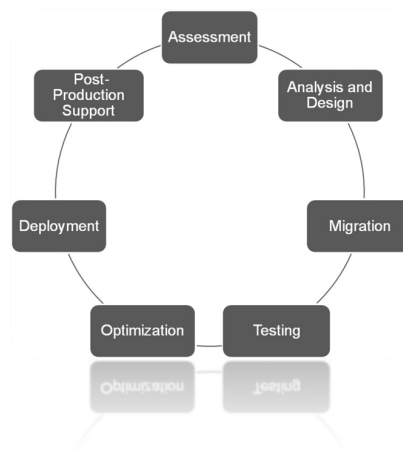 Assessment
Analysis and
Design
Migration
Testing
Optimization
Deployment
Post-
Production
Support